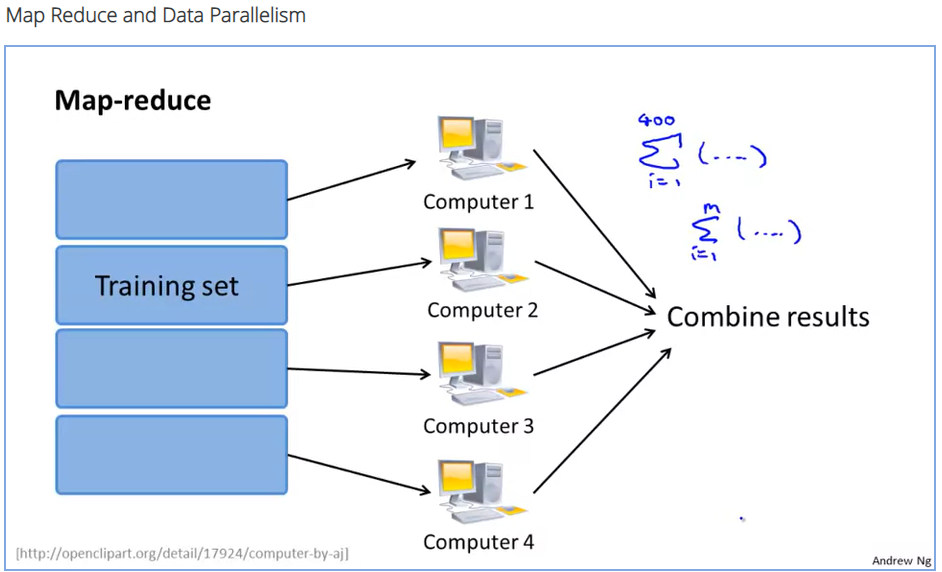 Map Reduce and Data Parallelism
Map-reduce
Training set
Computer 1
Computer 2
Computer 3
Computer 4
400
∑ (....)
i=1
m
∑ (....)
i=1
Combine results
[http://openclipart.org/detail/17924/computer-by-aj]
Andrew Ng